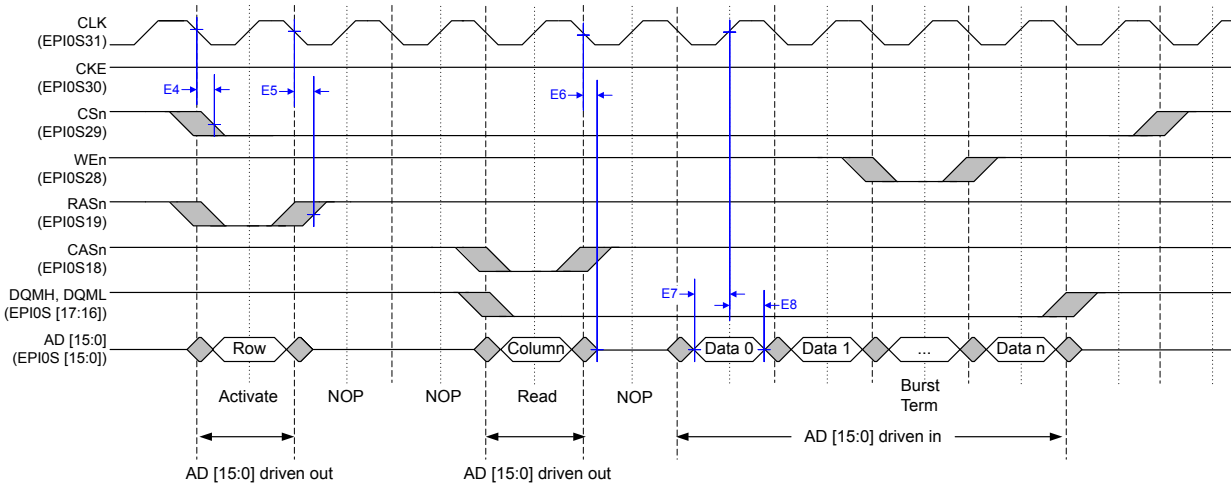 CLK
(EPI0S31)
CKE
(EPI0S30)
E4
E5
E6
CSn
(EPI0S29)
WEn
(EPI0S28)
RASn
(EPI0S19)
CASn
(EPI0S18)
DQMH, DQML
(EPI0S [17:16])
E7
E8
AD [15:0]
(EPI0S [15:0])
Row
Column
Data 0
Data 1
...
Data n
Activate
NOP
NOP
Read
NOP
Burst
Term
AD [15:0] driven in
AD [15:0] driven out
AD [15:0] driven out